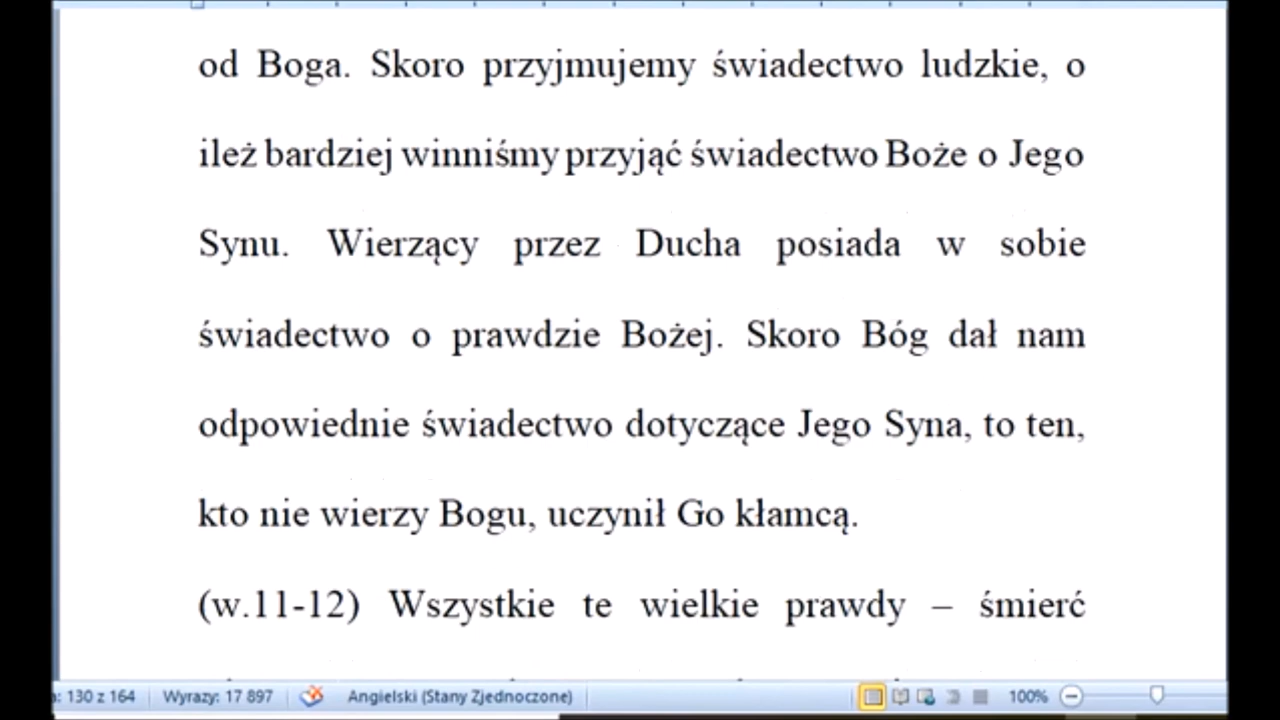 od Boga. Skoro przyjmujemy świadectwo ludzkie, o
ileż bardziej winniśmy przyjąć świadectwo Boże o Jego
Synu. Wierzący przez Ducha posiada w sobie
świadectwo o prawdzie Bożej. Skoro Bóg dał nam
odpowiednie świadectwo dotyczące Jego Syna, to ten,
kto nie wierzy Bogu, uczynił Go kłamcą.
(w.11-12) Wszystkie te wielkie prawdy – śmierć
: 130 z 164 Wyrazy: 17 897 Angielski (Stany Zjednoczone) 100%